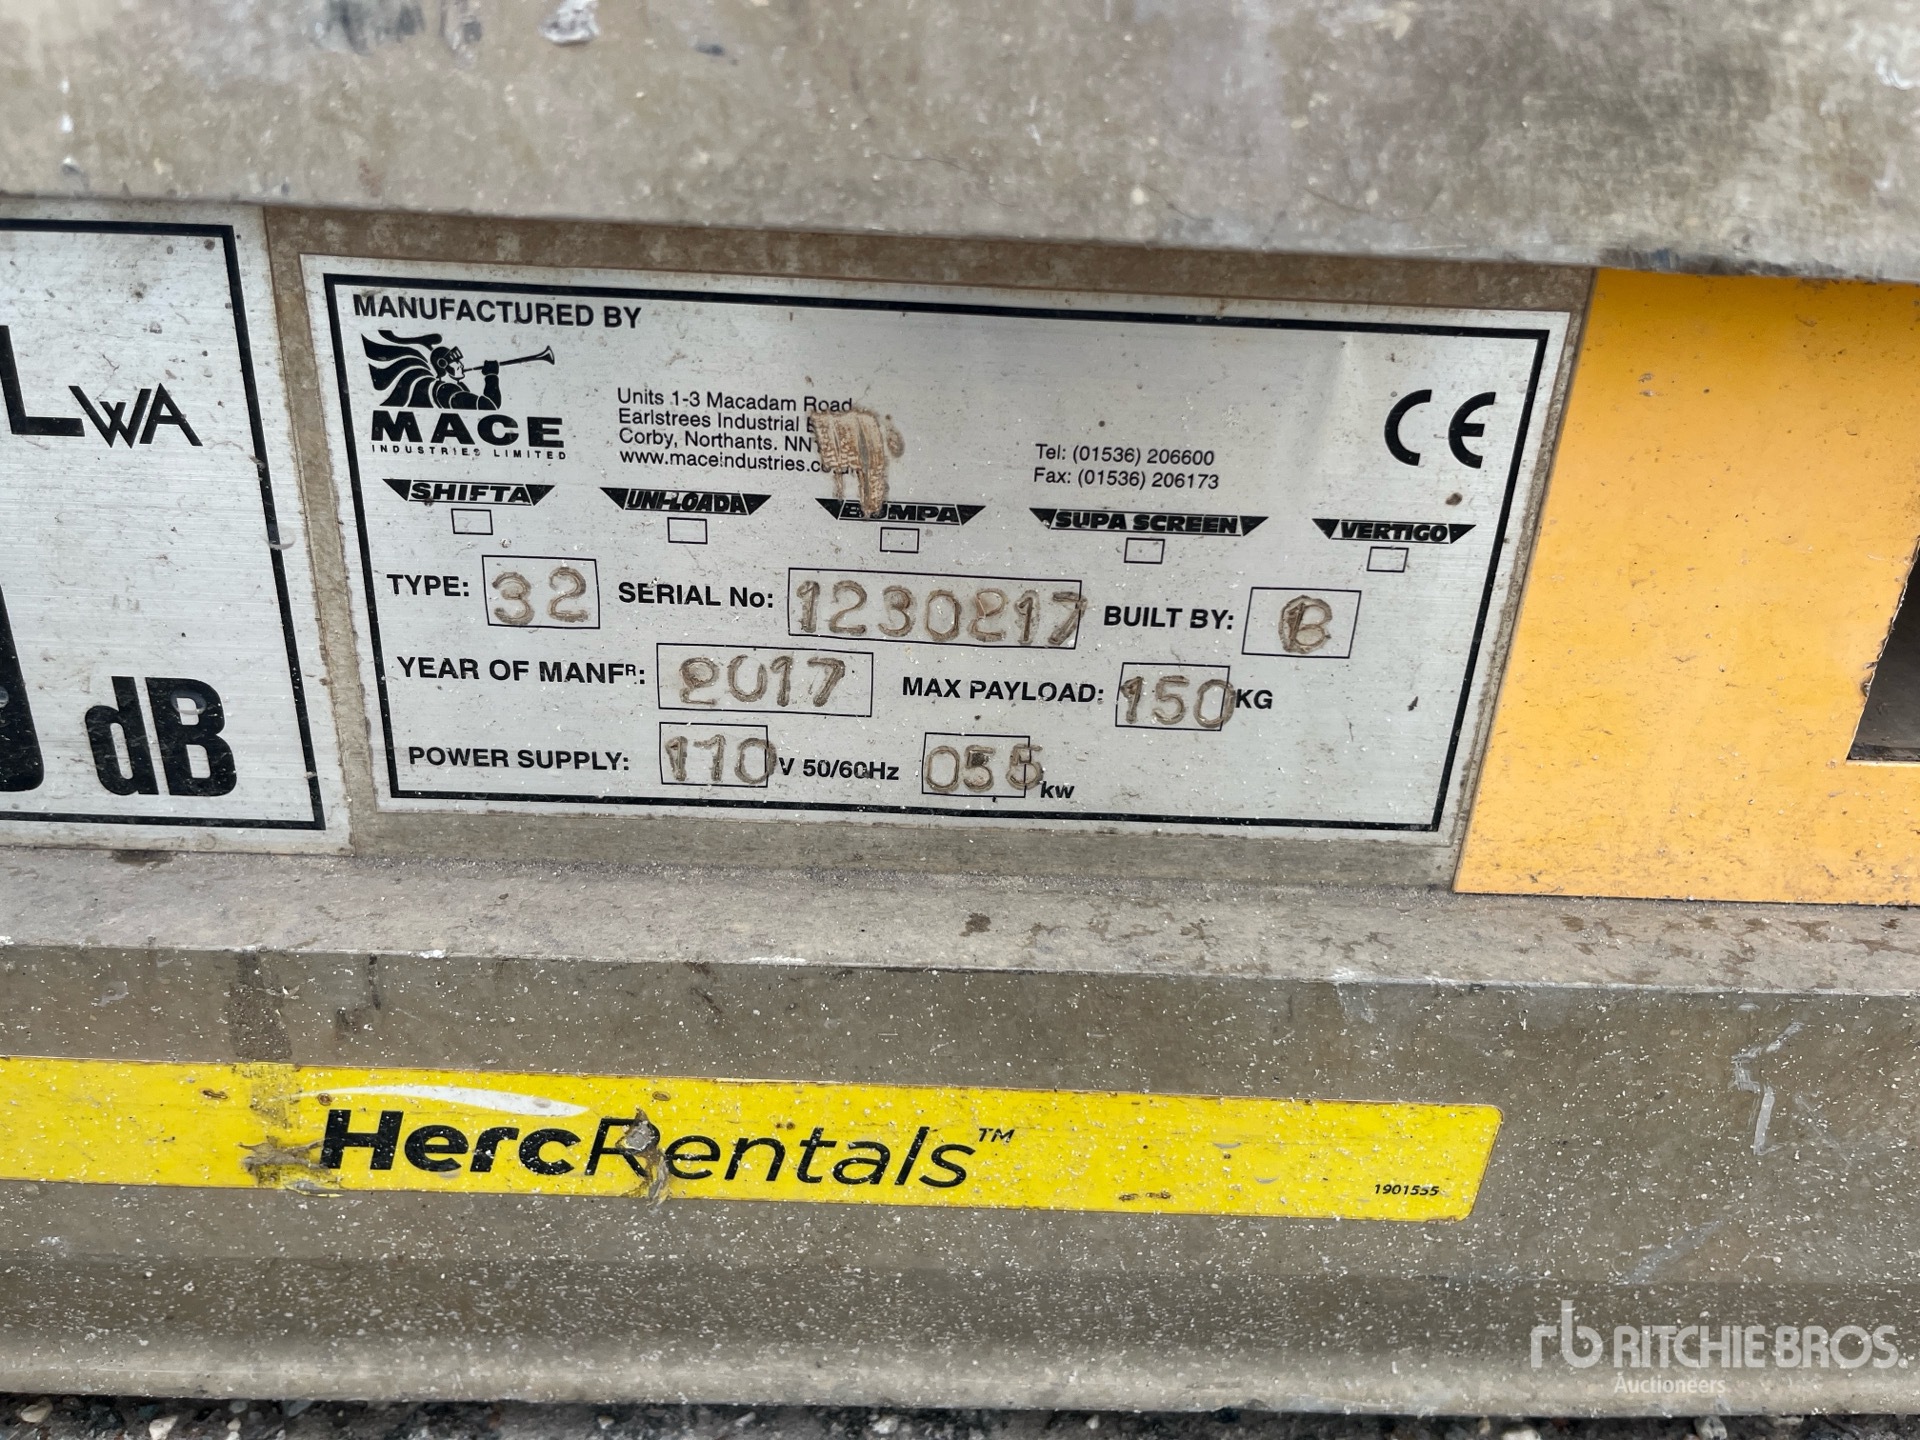 LWA
dB
MANUFACTURED BY
MACE
INDUSTRIES LIMITED
Units 1-3 Macadam Road
Earlstrees Industrial
Corby, Northants.
www.maceindustries.co
Tel: (01536) 206600
Fax: (01536) 206173
CE
SHIFTA UNI-LOADA BUMPA SUPA SCREEN VERTIGO
TYPE: 32 SERIAL No: 1230217 BUILT BY:
YEAR OF MANFR: 2017 MAX PAYLOAD: 150 KG
POWER SUPPLY: 110 V 50/60Hz 055 kw
HercRentals™
1901555
rb RITCHIE BROS.
Auctioneers